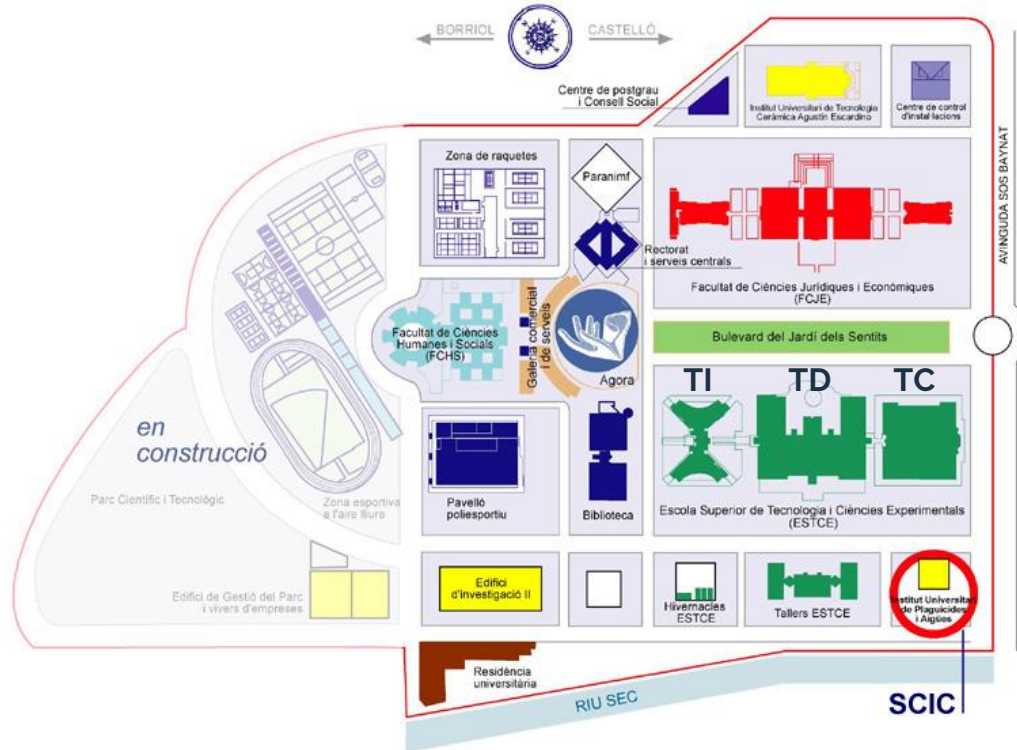 BORRIOL
CASTELLÓ
Centre de postgrau
i Consell Social
Institut Universitari de Tecnologia
Ceràmica Agustín Escardino
Centre de control
d'instal·lacions
AVINGUDA SOS BAYNAT
Zona de raquetes
Paranimf
Rectorat
i serveis centrals
Facultat de Ciències Jurídiques i Econòmiques
(FCJE)
Facultat de Ciències
Humanes i Socials
(FCHS)
Galeria comercial
i de serveis
Agora
Bulevard del Jardí dels Sentits
TI
TD
TC
en
construcció
Parc Científic i Tecnològic
Zona esportiva
a l'aire lliure
Pavelló
poliesportiu
Biblioteca
Escola Superior de Tecnologia i Ciències Experimentals
(ESTCE)
Edifici de Gestió del Parc
i vivers d'empreses
Edifici
d'investigació II
Hivernacles
ESTCE
Tallers ESTCE
Institut Universitari
de Plaguicides
i Aigües
Residència
universitària
RIU SEC
SCIC